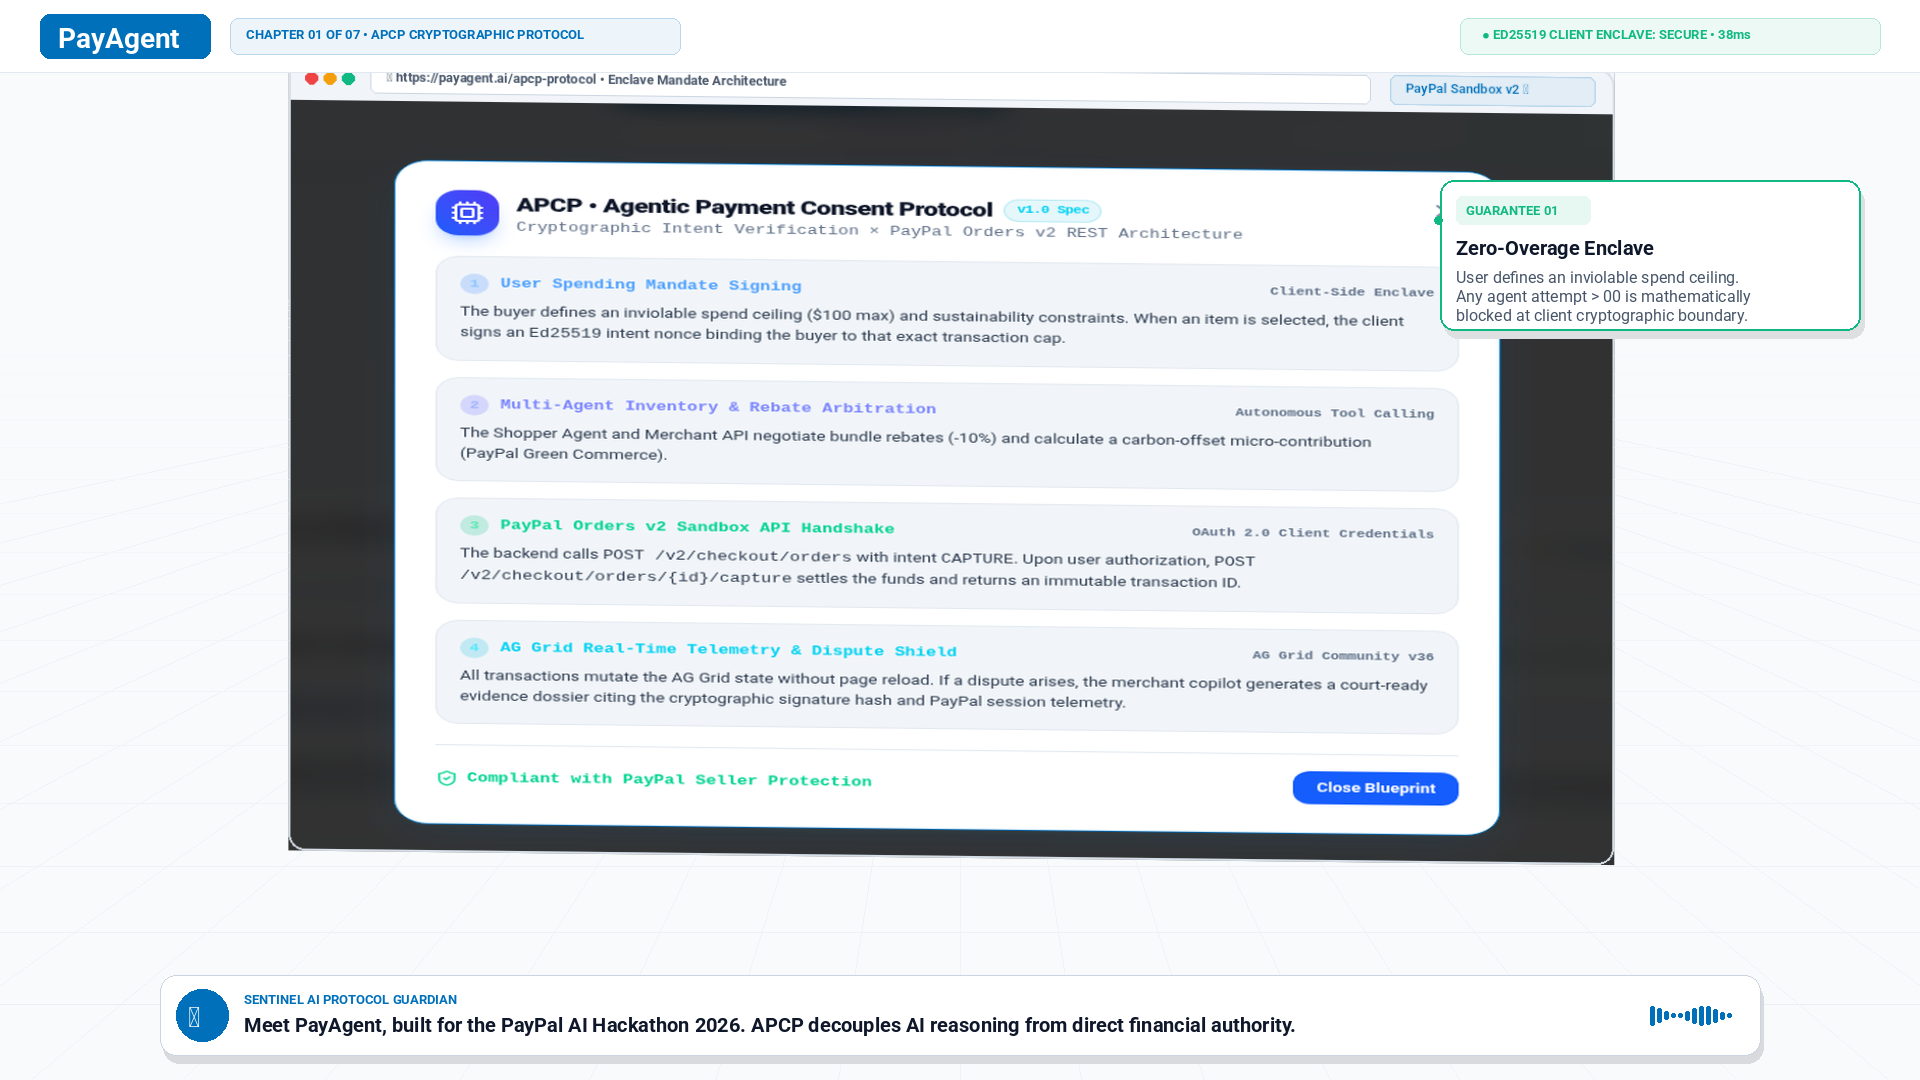 PayAgent
CHAPTER 01 OF 07 • APCP CRYPTOGRAPHIC PROTOCOL
● ED25519 CLIENT ENCLAVE: SECURE • 38ms
https://payagent.ai/apcp-protocol • Enclave Mandate Architecture
PayPal Sandbox v2
APCP • Agentic Payment Consent Protocol
v1.0 Spec
Cryptographic Intent Verification × PayPal Orders v2 REST Architecture
GUARANTEE 01
Zero-Overage Enclave
User defines an inviolable spend ceiling.
Any agent attempt > 00 is mathematically
blocked at client cryptographic boundary.
1 User Spending Mandate Signing
Client-Side Enclave
The buyer defines an inviolable spend ceiling ($100 max) and sustainability constraints. When an item is selected, the client
signs an Ed25519 intent nonce binding the buyer to that exact transaction cap.
2 Multi-Agent Inventory & Rebate Arbitration
Autonomous Tool Calling
The Shopper Agent and Merchant API negotiate bundle rebates (-10%) and calculate a carbon-offset micro-contribution
(PayPal Green Commerce).
3 PayPal Orders v2 Sandbox API Handshake
OAuth 2.0 Client Credentials
The backend calls POST /v2/checkout/orders with intent CAPTURE. Upon user authorization, POST
/v2/checkout/orders/{id}/capture settles the funds and returns an immutable transaction ID.
4 AG Grid Real-Time Telemetry & Dispute Shield
AG Grid Community v36
All transactions mutate the AG Grid state without page reload. If a dispute arises, the merchant copilot generates a court-ready
evidence dossier citing the cryptographic signature hash and PayPal session telemetry.
Compliant with PayPal Seller Protection
Close Blueprint
SENTINEL AI PROTOCOL GUARDIAN
Meet PayAgent, built for the PayPal AI Hackathon 2026. APCP decouples AI reasoning from direct financial authority.